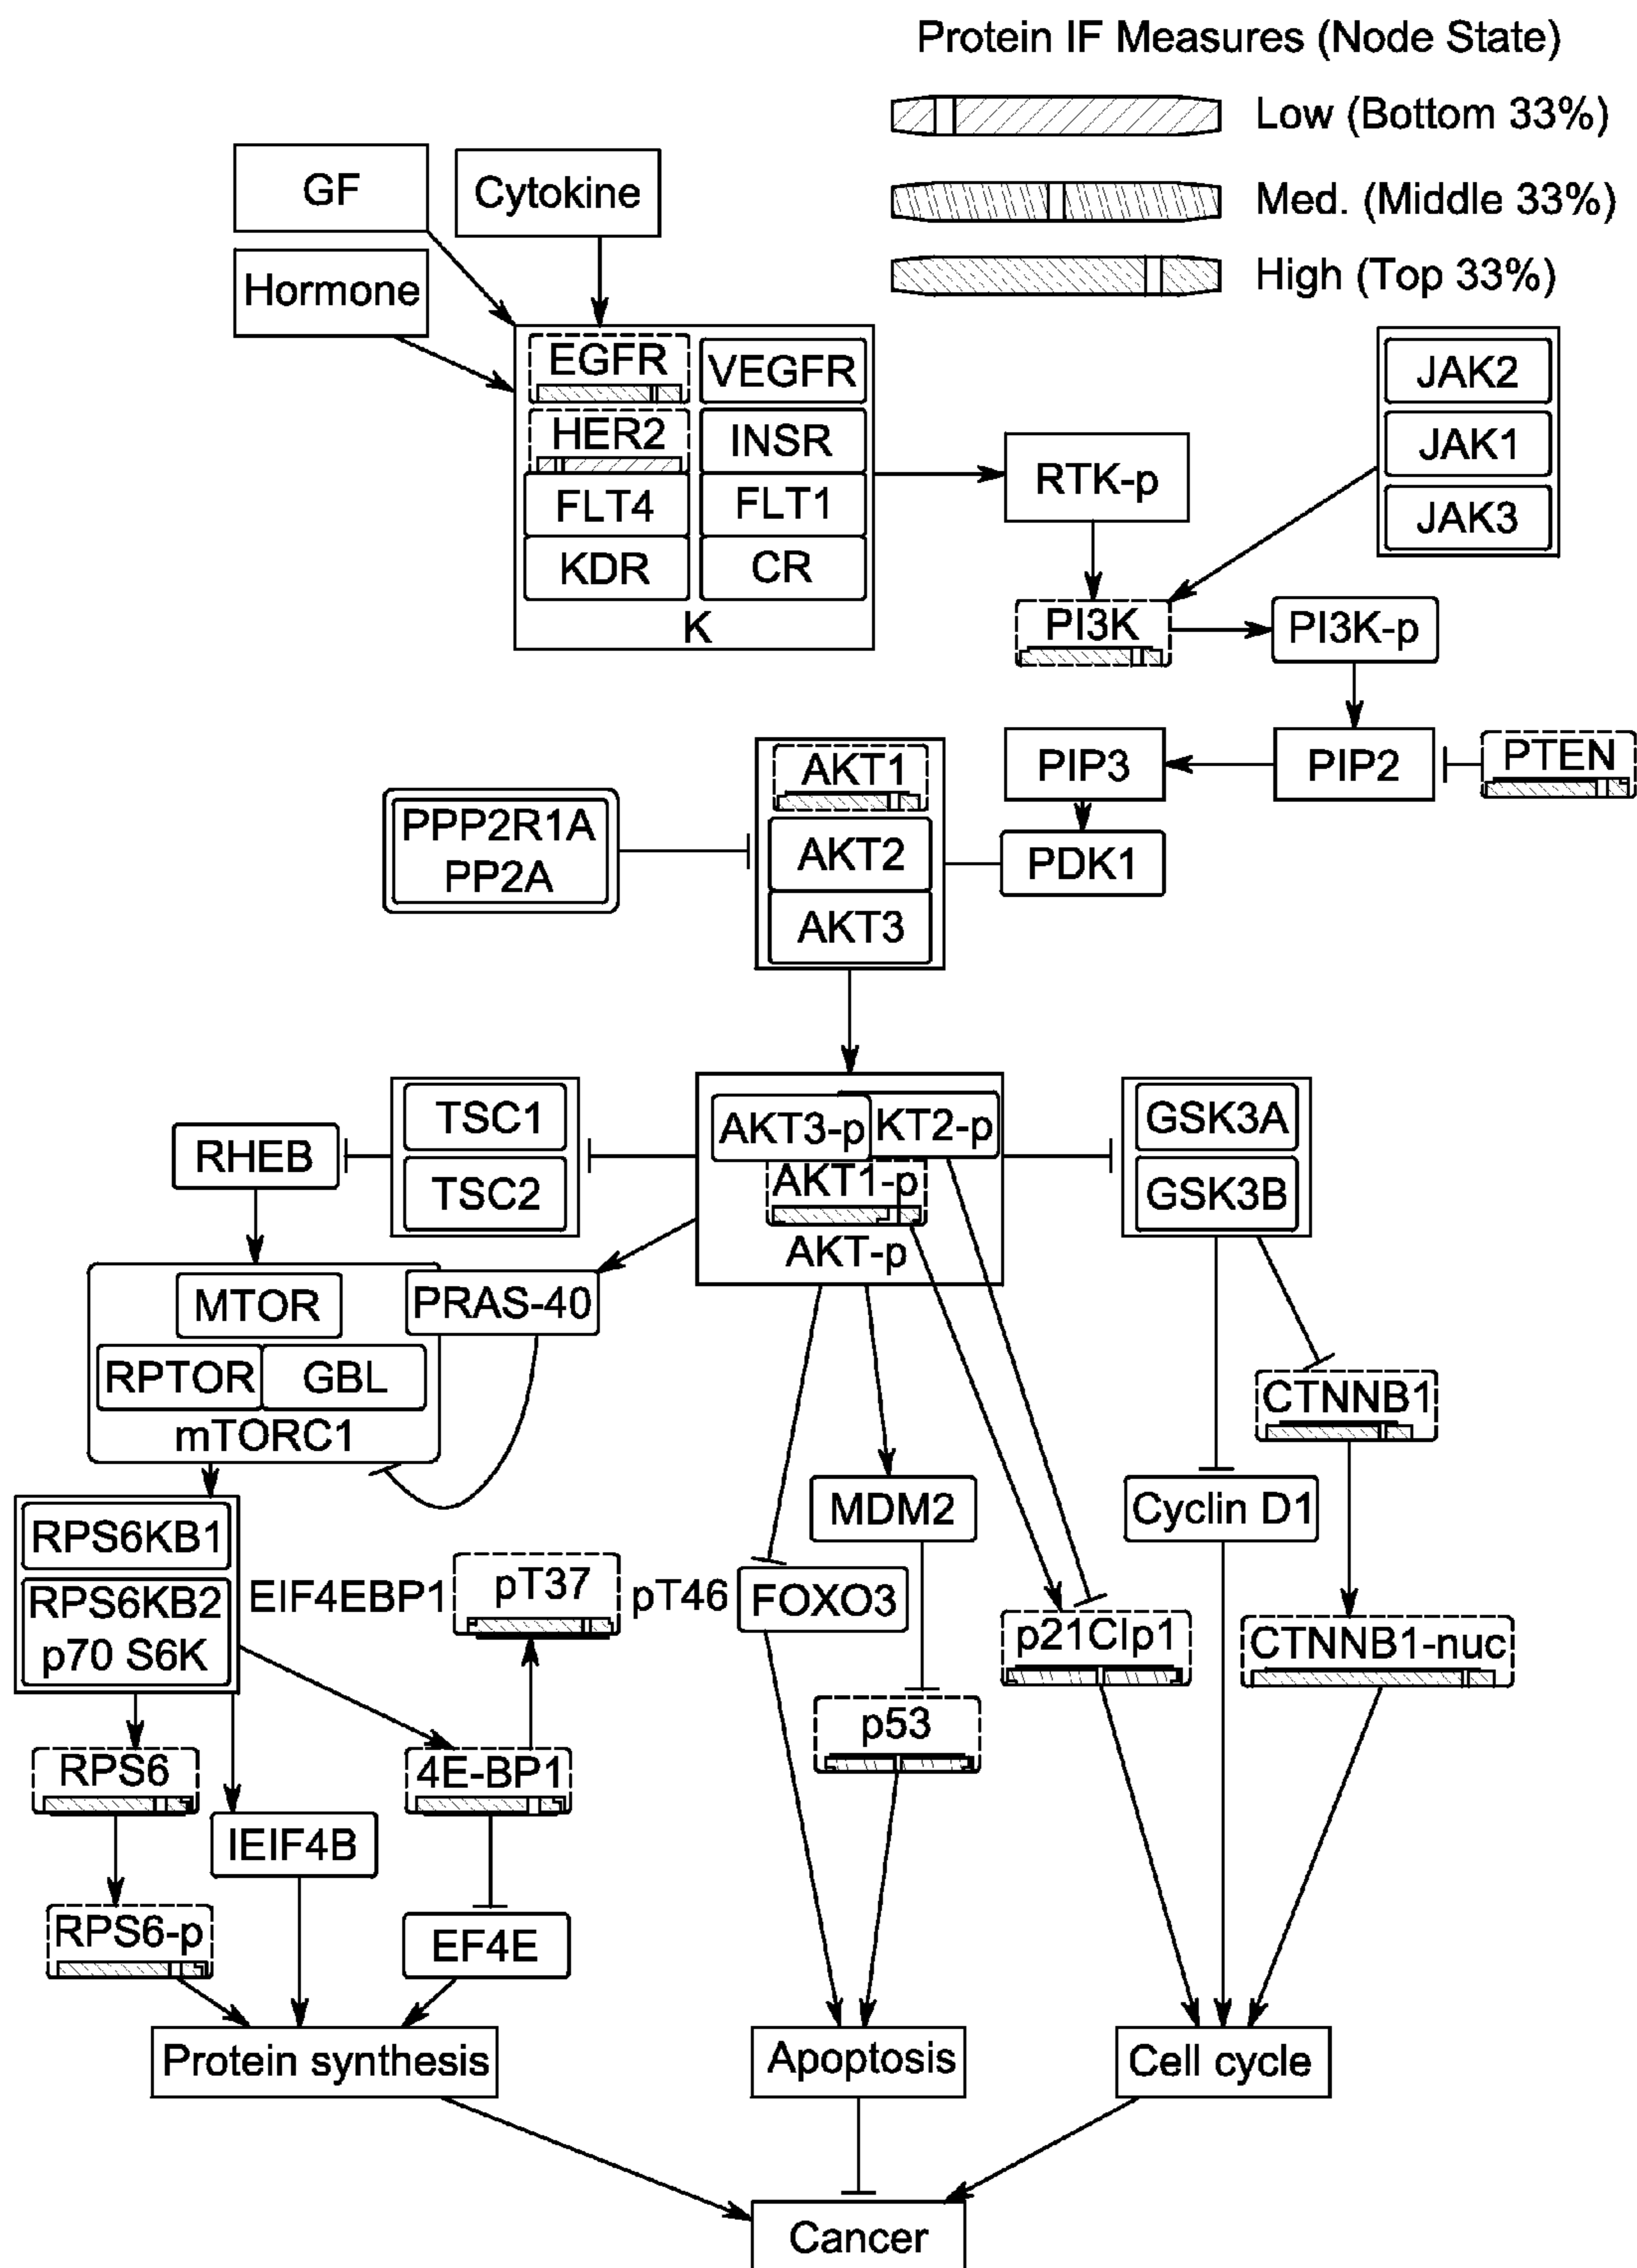 Protein IF Measures (Node State)
Low (Bottom 33%)
Med. (Middle 33%)
High (Top 33%)
GF
Cytokine
Hormone
EGFR
VEGFR
HER2
INSR
FLT4
FLT1
KDR
CR
K
RTK-p
JAK2
JAK1
JAK3
PI3K
PI3K-p
PIP3
PIP2
PTEN
AKT1
AKT2
AKT3
PPP2R1A
PP2A
PDK1
RHEB
TSC1
TSC2
AKT3-p
KT2-p
AKT1-p
AKT-p
GSK3A
GSK3B
MTOR
PRAS-40
RPTOR
GBL
mTORC1
CTNNB1
RPS6KB1
RPS6KB2
p70 S6K
EIF4EBP1
pT37
pT46
MDM2
FOXO3
Cyclin D1
p21CIp1
CTNNB1-nuc
p53
RPS6
4E-BP1
IEIF4B
RPS6-p
EF4E
Protein synthesis
Apoptosis
Cell cycle
Cancer